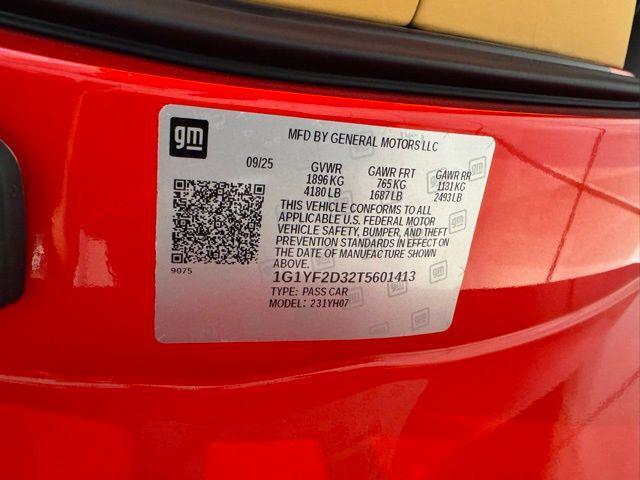 gm
MFD BY GENERAL MOTORS LLC
09/25 GVWR GAWR FRT GAWR RR
1896 KG 765 KG 1131 KG
4180 LB 1687 LB 2493 LB
THIS VEHICLE CONFORMS TO ALL
APPLICABLE U.S. FEDERAL MOTOR
VEHICLE SAFETY, BUMPER, AND THEFT
PREVENTION STANDARDS IN EFFECT ON
THE DATE OF MANUFACTURE SHOWN
ABOVE.
9075
1G1YF2D32T5601413
TYPE: PASS CAR
MODEL: 231YH07